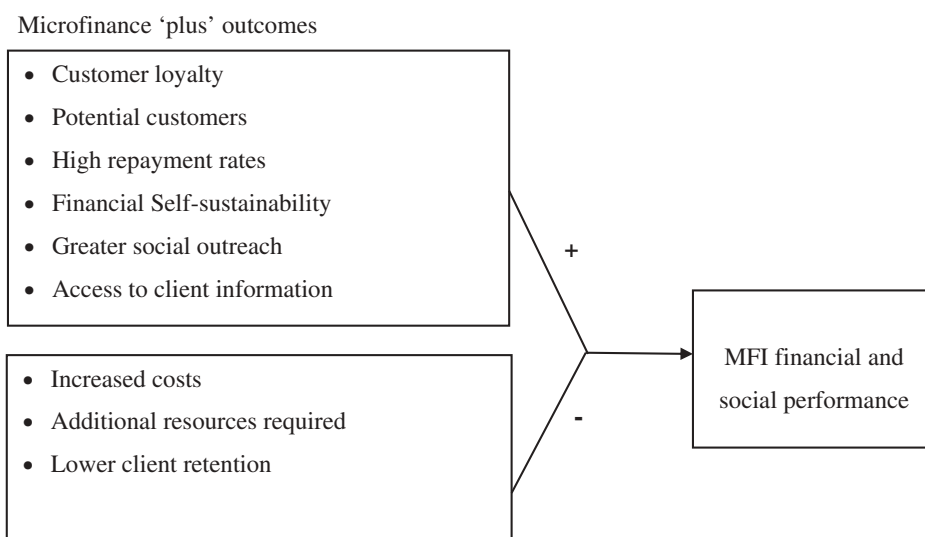 Microfinance ‘plus’ outcomes
• Customer loyalty
• Potential customers
• High repayment rates
• Financial Self-sustainability
• Greater social outreach
• Access to client information
+
MFI financial and
social performance
• Increased costs
• Additional resources required
• Lower client retention
-